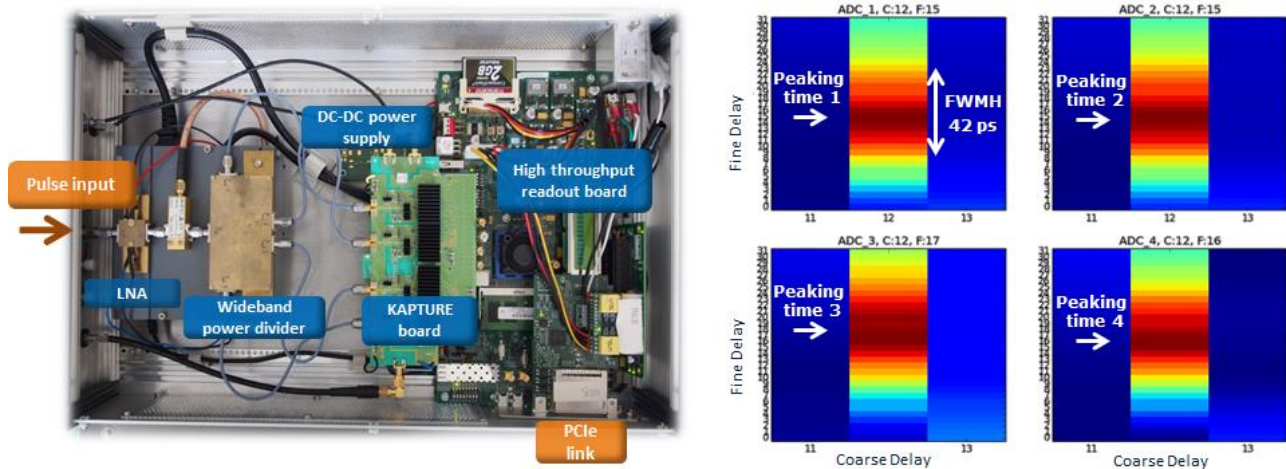 Pulse input
LNA
Wideband
power divider
DC-DC power
supply
KAPTURE
board
High throughput
readout board
PCIe
link
2GB
ADC_1, C:12, F:15
Peaking
time 1
FWMH
42 ps
Fine Delay
11
12
13
ADC_2, C:12, F:15
Peaking
time 2
11
12
13
ADC_3, C:12, F:17
Peaking
time 3
Fine Delay
11
12
13
ADC_4, C:12, F:16
Peaking
time 4
11
12
13
Coarse Delay
Coarse Delay